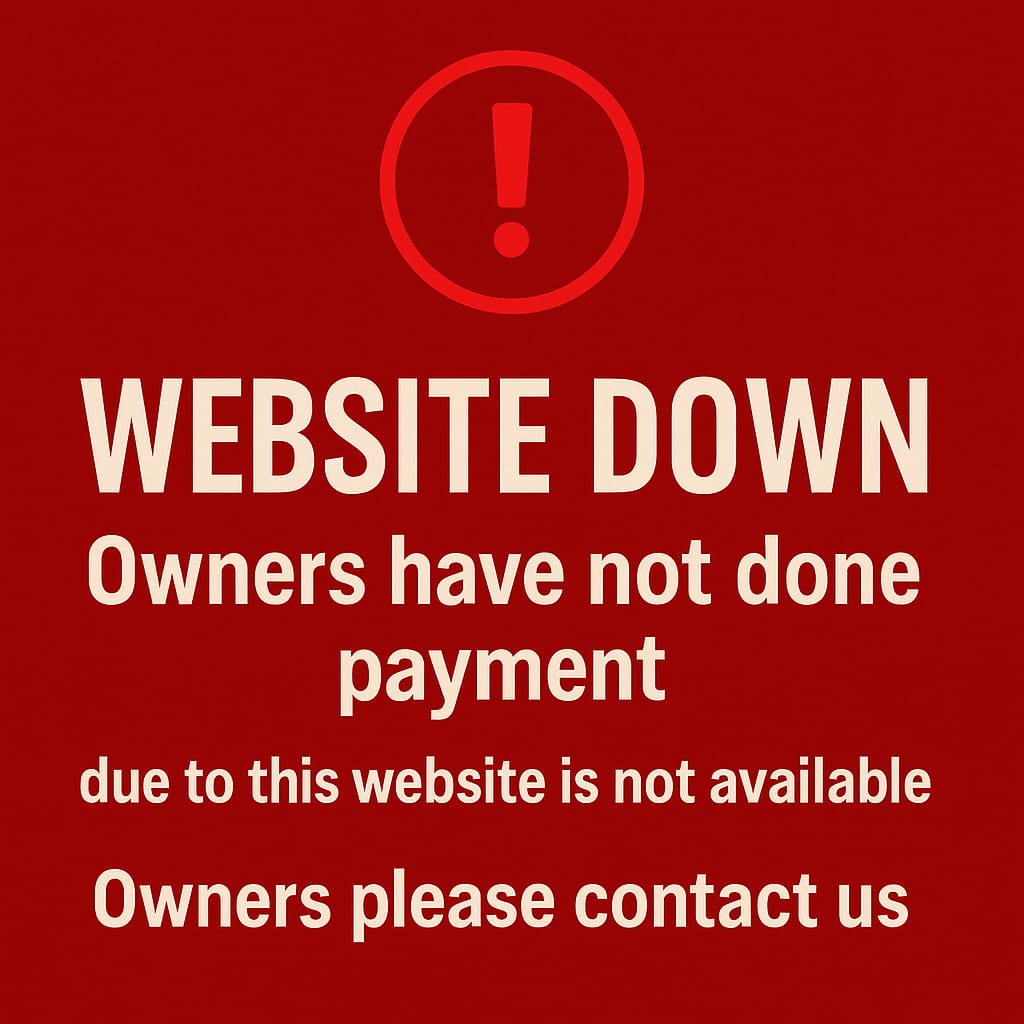 WEBSITE DOWN
Owners have not done
payment
due to this website is not available
Owners please contact us